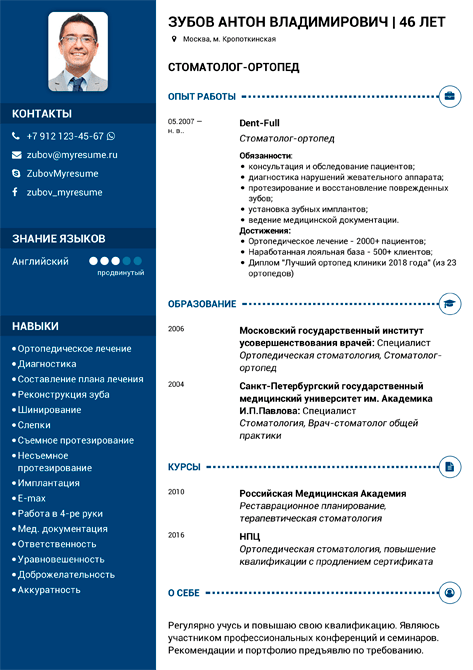 КОНТАКТЫ
+7 912 123-45-67
zubov@myresume.ru
ZubovMyresume
zubov_myresume
ЗНАНИЕ ЯЗЫКОВ
Английский
продвинутый
НАВЫКИ
• Ортопедическое лечение
• Диагностика
• Составление плана лечения
• Реконструкция зуба
• Шинирование
• Слепки
• Съемное протезирование
• Несъемное
протезирование
• Имплантация
• E-max
• Работа в 4-ре руки
• Мед. документация
• Ответственность
• Уравновешенность
• Доброжелательность
• Аккуратность
ЗУБОВ АНТОН ВЛАДИМИРОВИЧ | 46 ЛЕТ
Москва, м. Кропоткинская
СТОМАТОЛОГ-ОРТОПЕД
ОПЫТ РАБОТЫ
05.2007 —
н. в..
Dent-Full
Стоматолог-ортопед
Обязанности:
• консультация и обследование пациентов;
• диагностика нарушений жевательного аппарата;
• протезирование и восстановление поврежденных
зубов;
• установка зубных имплантов;
• ведение медицинской документации.
Достижения:
• Ортопедическое лечение - 2000+ пациентов;
• Наработанная лояльная база - 500+ клиентов;
• Диплом "Лучший ортопед клиники 2018 года" (из 23
ортопедов)
ОБРАЗОВАНИЕ
2006
Московский государственный институт
усовершенствования врачей: Специалист
Ортопедическая стоматология, Стоматолог-
ортопед
2004
Санкт-Петербургский государственный
медицинский университет им. Академика
И.П.Павлова: Специалист
Стоматология, Врач-стоматолог общей
практики
КУРСЫ
2010
Российская Медицинская Академия
Реставрационное планирование,
терапевтическая стоматология
2016
НПЦ
Ортопедическая стоматология, повышение
квалификации с продлением сертификата
О СЕБЕ
Регулярно учусь и повышаю свою квалификацию. Являюсь
участником профессиональных конференций и семинаров.
Рекомендации и портфолио предъявлю по требованию.